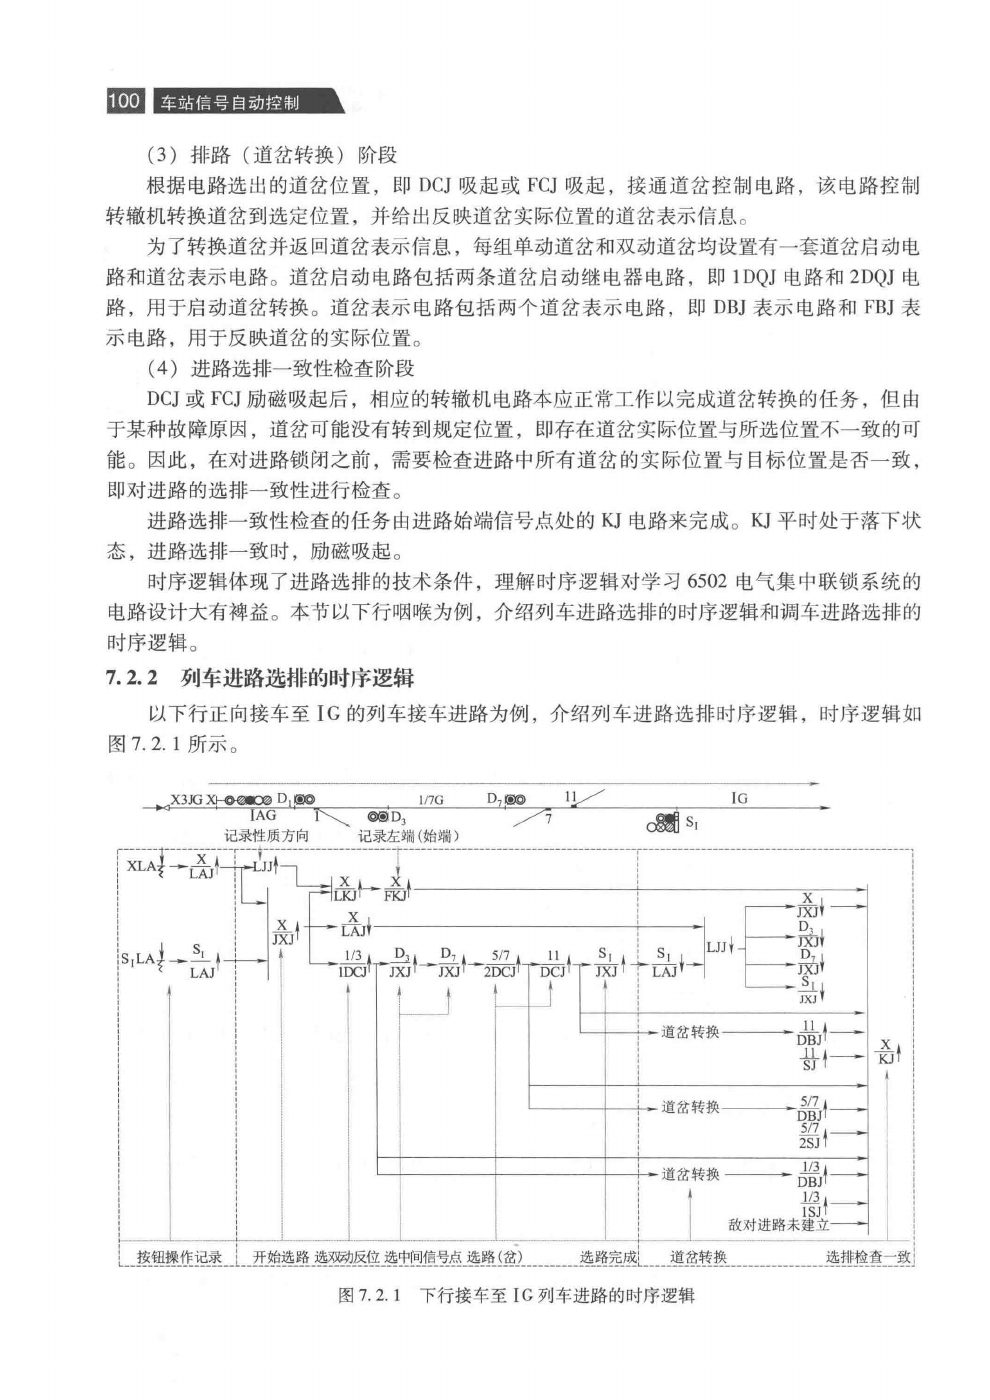 100 车站信号自动控制
(3) 排路（道岔转换）阶段
根据电路选出的道岔位置，即 DCJ 吸起或 FCJ 吸起，接通道岔控制电路，该电路控制
转辙机转换道岔到选定位置，并给出反映道岔实际位置的道岔表示信息。
为了转换道岔并返回道岔表示信息，每组单动道岔和双动道岔均设置有一套道岔启动电
路和道岔表示电路。道岔启动电路包括两条道岔启动继电器电路，即 1DQJ 电路和 2DQJ 电
路，用于启动道岔转换。道岔表示电路包括两个道岔表示电路，即 DBJ 表示电路和 FBJ 表
示电路，用于反映道岔的实际位置。
(4) 进路选排一致性检查阶段
DCJ 或 FCJ 励磁吸起后，相应的转辙机电路本应正常工作以完成道岔转换的任务，但由
于某种故障原因，道岔可能没有转到规定位置，即存在道岔实际位置与所选位置不一致的可
能。因此，在对进路锁闭之前，需要检查进路中所有道岔的实际位置与目标位置是否一致，
即对进路的选排一致性进行检查。
进路选排一致性检查的任务由进路始端信号点处的 KJ 电路来完成。KJ 平时处于落下状
态，进路选排一致时，励磁吸起。
时序逻辑体现了进路选排的技术条件，理解时序逻辑对学习 6502 电气集中联锁系统的
电路设计大有裨益。本节以下行咽喉为例，介绍列车进路选排的时序逻辑和调车进路选排的
时序逻辑。
7.2.2 列车进路选排的时序逻辑
以下行正向接车至ⅠG 的列车接车进路为例，介绍列车进路选排时序逻辑，时序逻辑如
图 7.2.1 所示。
X3JG X D₁ 1/7G D₇ 11 ⅠG
ⅠAG 1 D₃ 7 SⅠ
记录性质方向 记录左端(始端)
XLA X LAJ↑ LJJ↑
X LKJ↑ X FKJ↑
X JXJ↑ X LAJ↓
SⅠLA SⅠ LAJ↑
1/3 1DCJ↑ D₃ JXJ↑ D₇ JXJ↑ 5/7 2DCJ↑ 11 DCJ↑ SⅠ JXJ↑ SⅠ LAJ↓ LJJ↓
X JXJ↓
D₃ JXJ↓
D₇ JXJ↓
SⅠ JXJ↓
道岔转换 11 DBJ↑
11 SJ↑
X KJ↑
道岔转换 5/7 DBJ↑
5/7 2SJ↑
道岔转换 1/3 DBJ↑
1/3 1SJ↑
敌对进路未建立
按钮操作记录 开始选路 选双动反位 选中间信号点 选路(岔) 选路完成 道岔转换 选排检查一致
图 7.2.1 下行接车至ⅠG 列车进路的时序逻辑